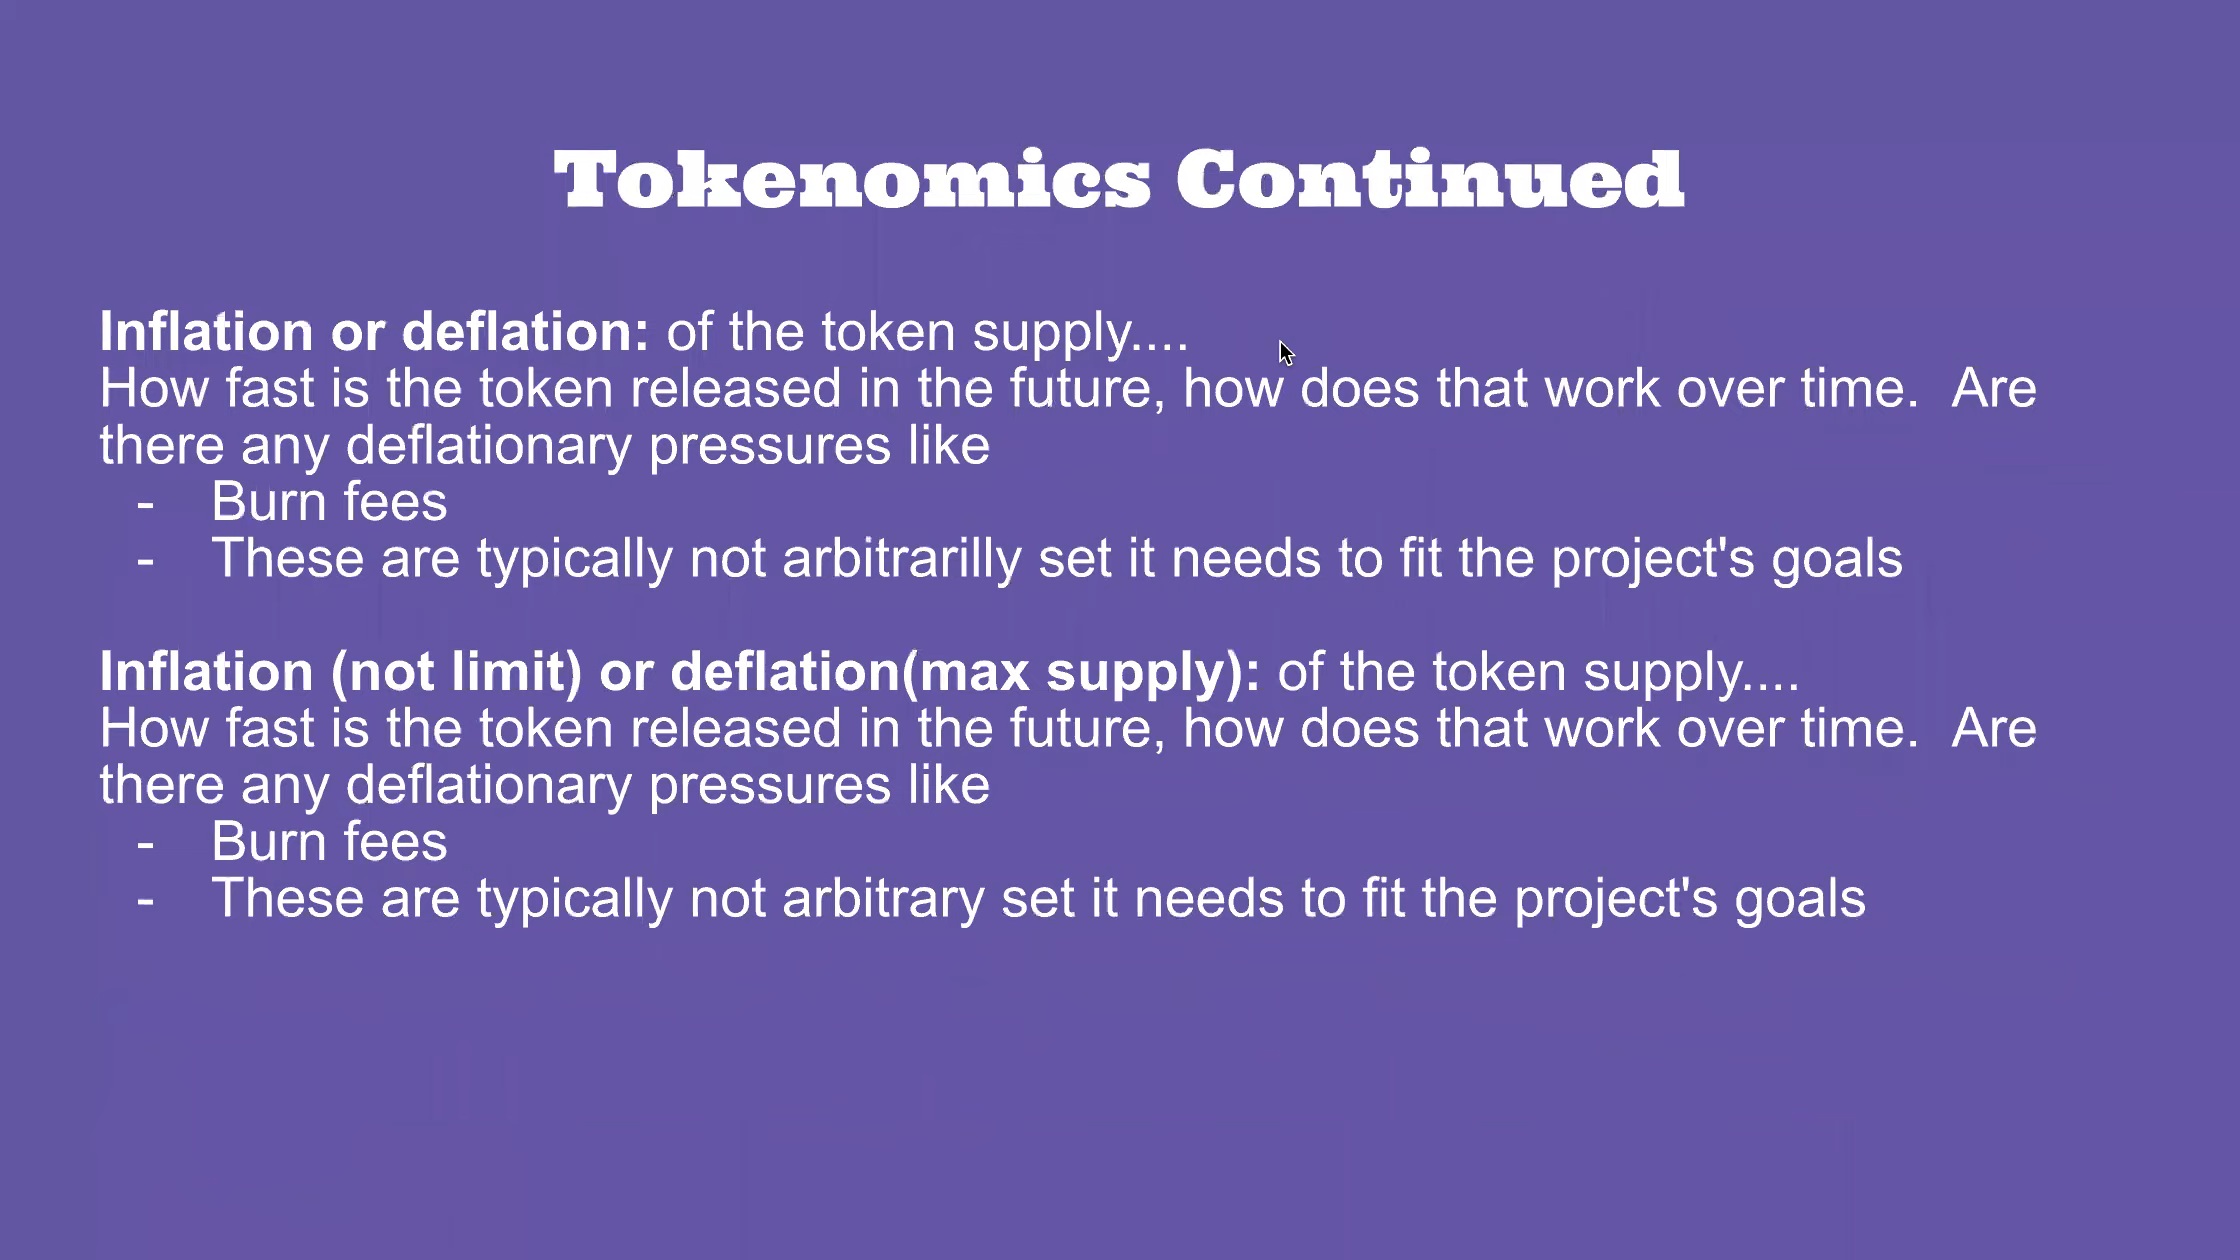 Tokenomics Continued
Inflation or deflation: of the token supply....
How fast is the token released in the future, how does that work over time.  Are
there any deflationary pressures like
- Burn fees
- These are typically not arbitrarilly set it needs to fit the project's goals
Inflation (not limit) or deflation(max supply): of the token supply....
How fast is the token released in the future, how does that work over time.  Are
there any deflationary pressures like
- Burn fees
- These are typically not arbitrary set it needs to fit the project's goals